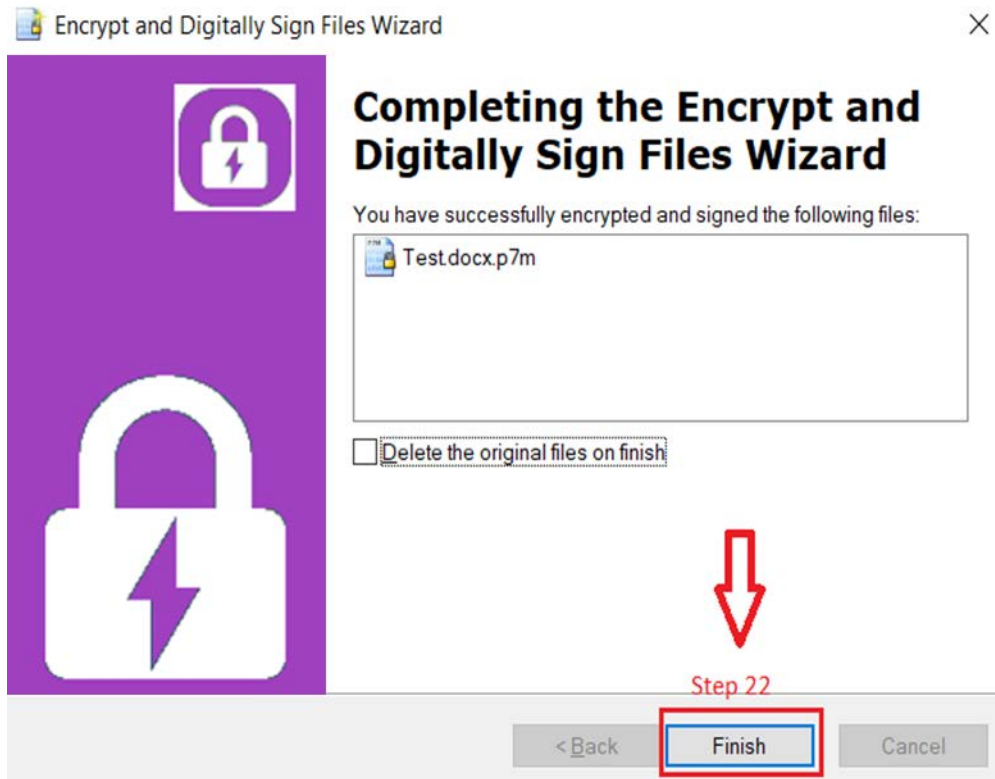 Encrypt and Digitally Sign Files Wizard
Completing the Encrypt and
Digitally Sign Files Wizard
You have successfully encrypted and signed the following files:
Test.docx.p7m
Delete the original files on finish
Step 22
< Back
Finish
Cancel